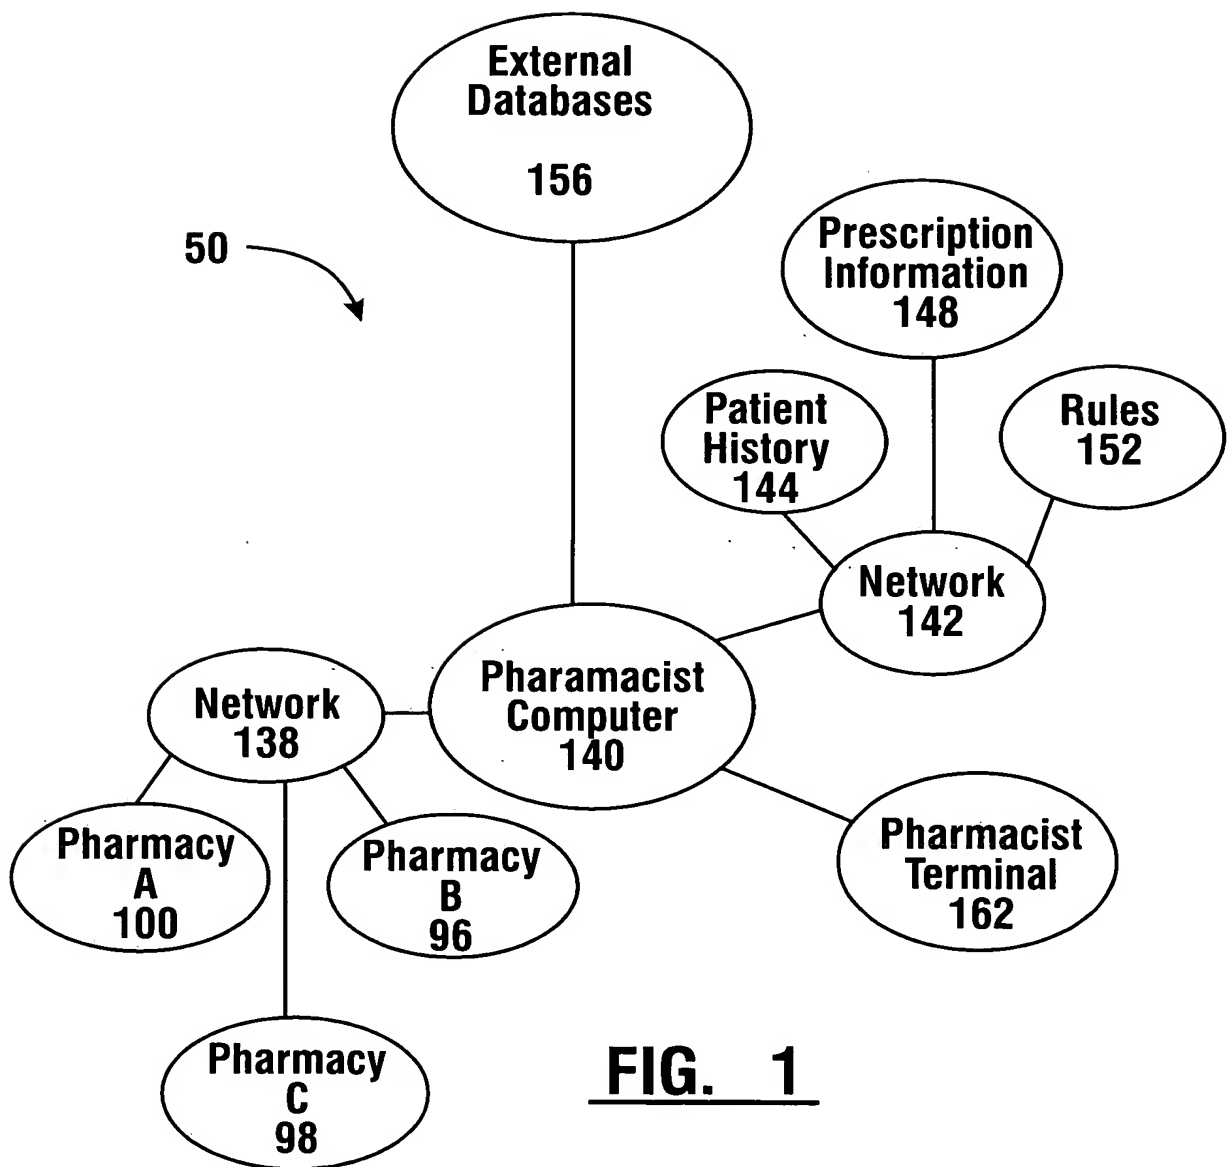 External
Databases
156
50
Prescription
Information
148
Patient
History
144
Rules
152
Network
142
Network
138
Pharamacist
Computer
140
Pharmacy
A
100
Pharmacy
B
96
Pharmacist
Terminal
162
Pharmacy
C
98
FIG. 1